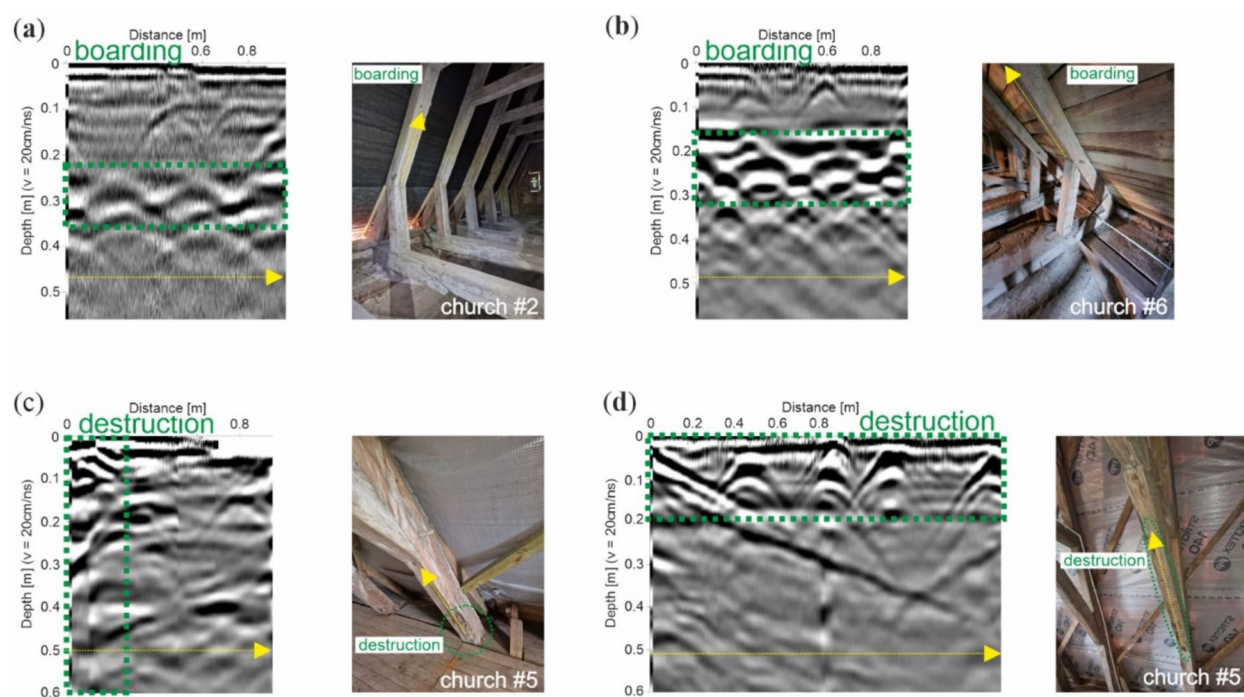 (a)
Distance [m]
0 0.6 0.8
boarding
0
0.1
0.2
0.3
0.4
0.5
Depth [m] (v = 20cm/ns)
boarding
church #2
(b)
Distance [m]
0 0.6 0.8
boarding
0
0.1
0.2
0.3
0.4
0.5
Depth [m] (v = 20cm/ns)
boarding
church #6
(c)
Distance [m]
0 0.8
destruction
0
0.1
0.2
0.3
0.4
0.5
0.6
Depth [m] (v = 20cm/ns)
destruction
church #5
(d)
Distance [m]
0 0.2 0.4 0.6 0.8
destruction
0
0.1
0.2
0.3
0.4
0.5
0.6
Depth [m] (v = 20cm/ns)
destruction
church #5